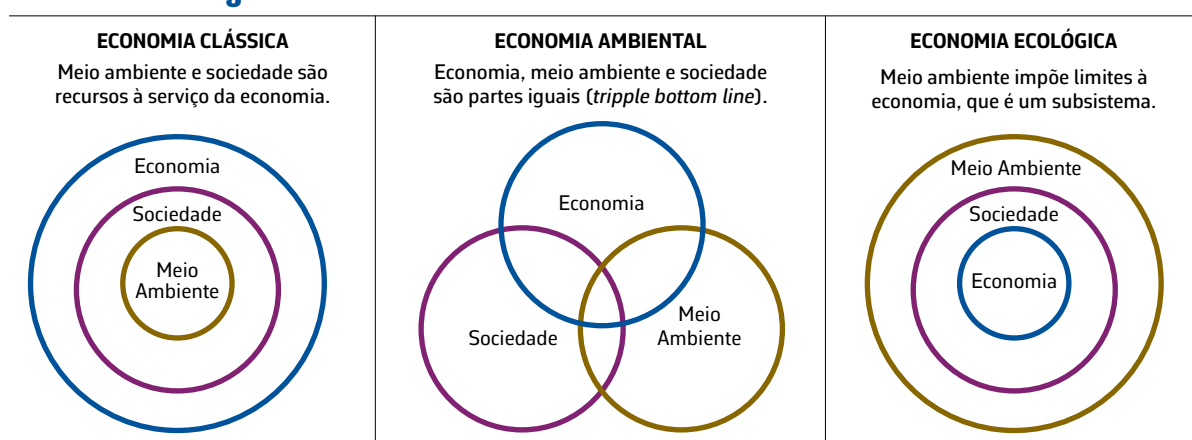 ECONOMIA CLÁSSICA
Meio ambiente e sociedade são
recursos à serviço da economia.
Economia
Sociedade
Meio
Ambiente
ECONOMIA AMBIENTAL
Economia, meio ambiente e sociedade
são partes iguais (tripple bottom line).
Economia
Sociedade
Meio
Ambiente
ECONOMIA ECOLÓGICA
Meio ambiente impõe limites à
economia, que é um subsistema.
Meio Ambiente
Sociedade
Economia